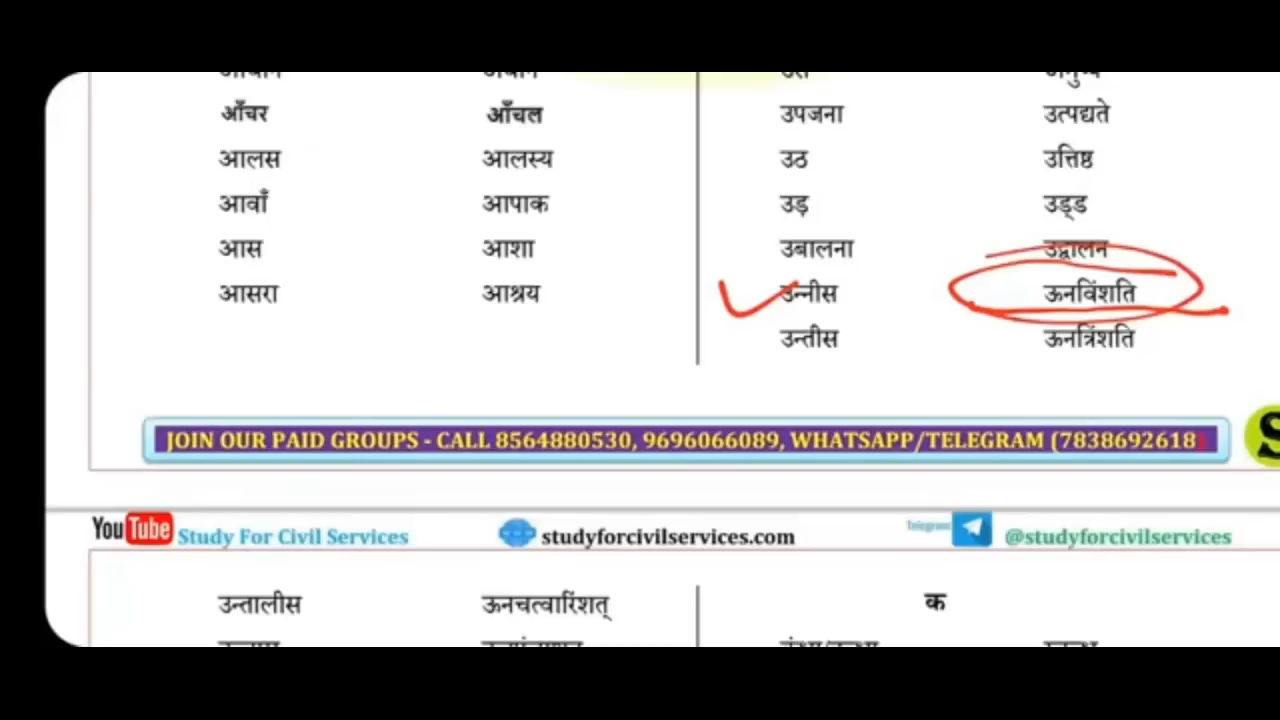 आँचर आँचल
आलस आलस्य
आवाँ आपाक
आस आशा
आसरा आश्रय
उपजना उत्पद्यते
उठ उत्तिष्ठ
उड़ उड्ड
उबालना उद्वालन
उन्नीस ऊनविंशति
उन्तीस ऊनत्रिंशति
JOIN OUR PAID GROUPS - CALL 8564880530, 9696066089, WHATSAPP/TELEGRAM (7838692618)
S
YouTube Study For Civil Services studyforcivilservices.com Telegram @studyforcivilservices
उन्तालीस ऊनचत्वारिंशत्
क